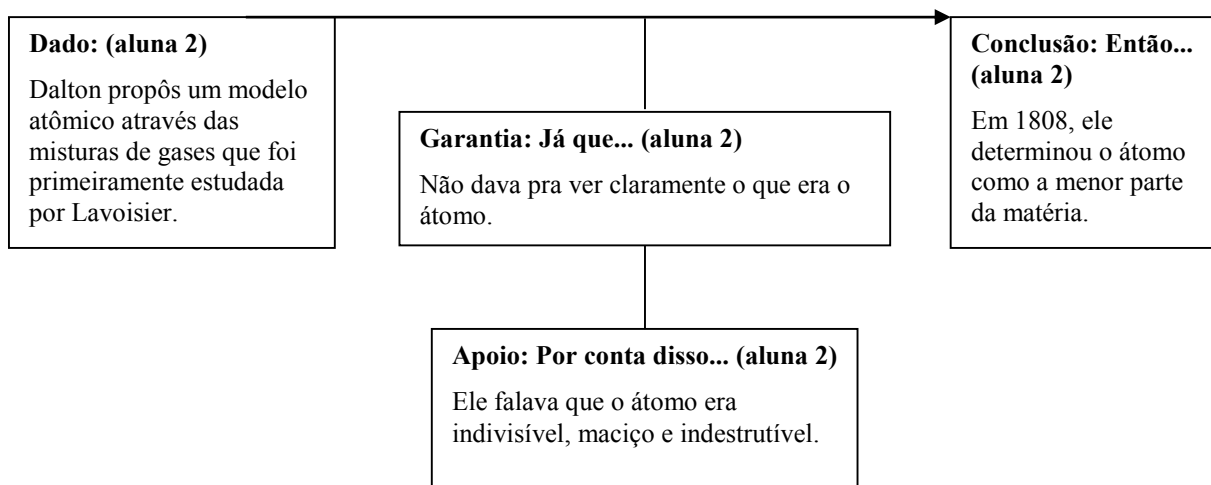 Dado: (aluna 2)
Dalton propôs um modelo
atômico através das
misturas de gases que foi
primeiramente estudada
por Lavoisier.
Garantia: Já que... (aluna 2)
Não dava pra ver claramente o que era o
átomo.
Apoio: Por conta disso... (aluna 2)
Ele falava que o átomo era
indivisível, maciço e indestrutível.
Conclusão: Então...
(aluna 2)
Em 1808, ele
determinou o átomo
como a menor parte
da matéria.